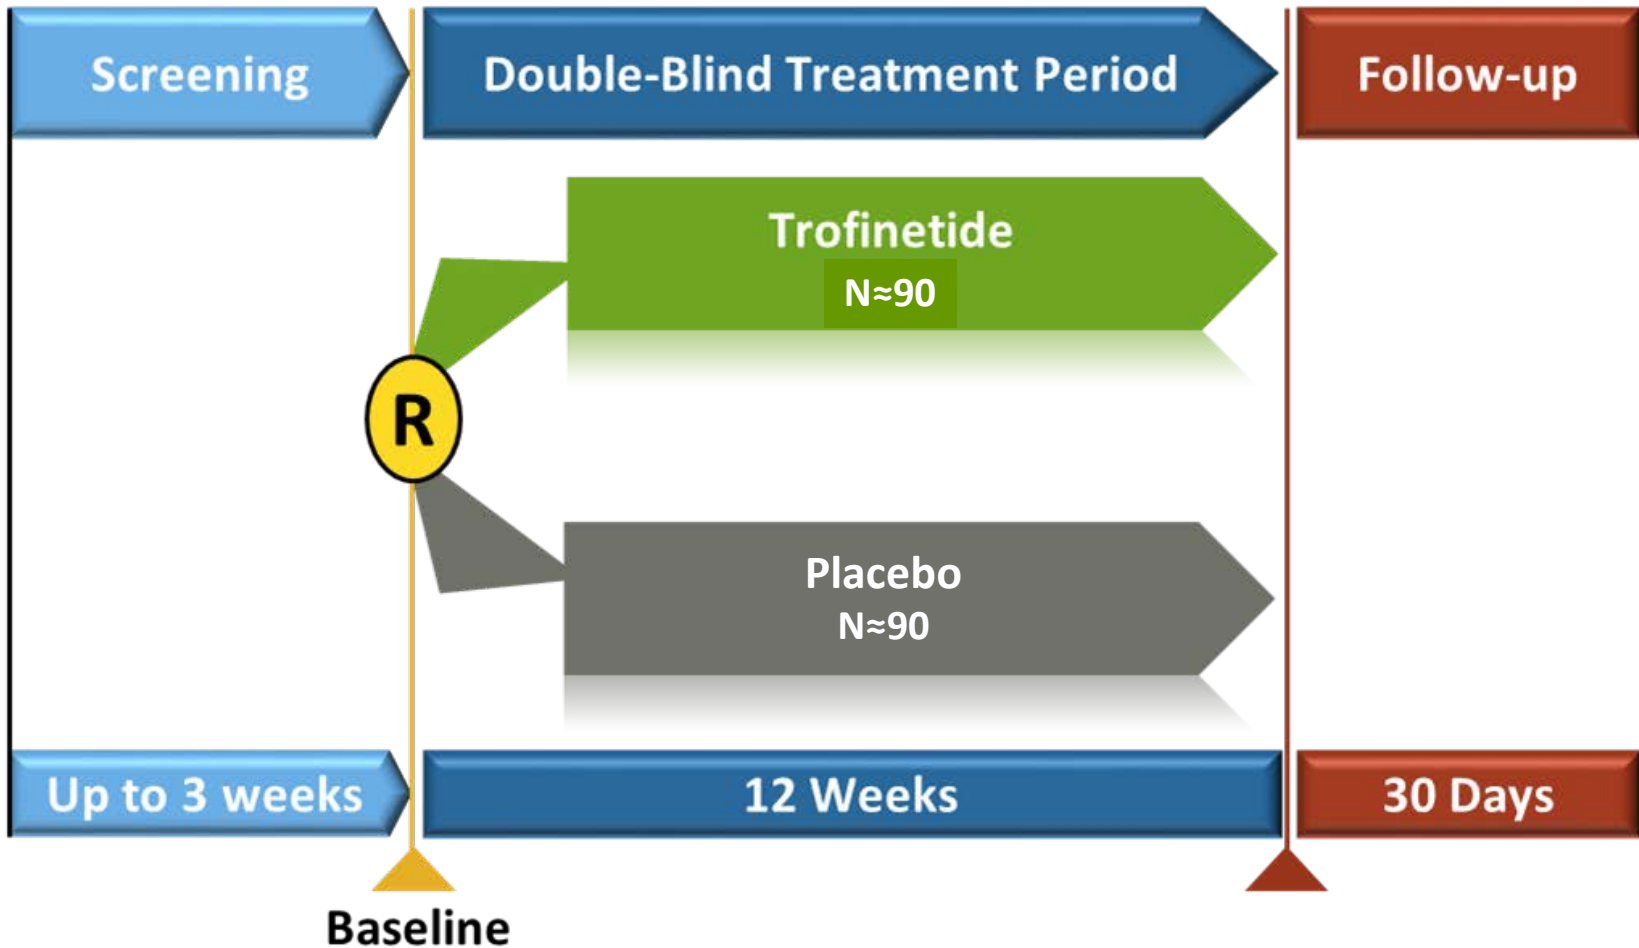 Screening
Double-Blind Treatment Period
Follow-up
Trofinetide
N≈90
R
Placebo
N≈90
Up to 3 weeks
12 Weeks
30 Days
Baseline